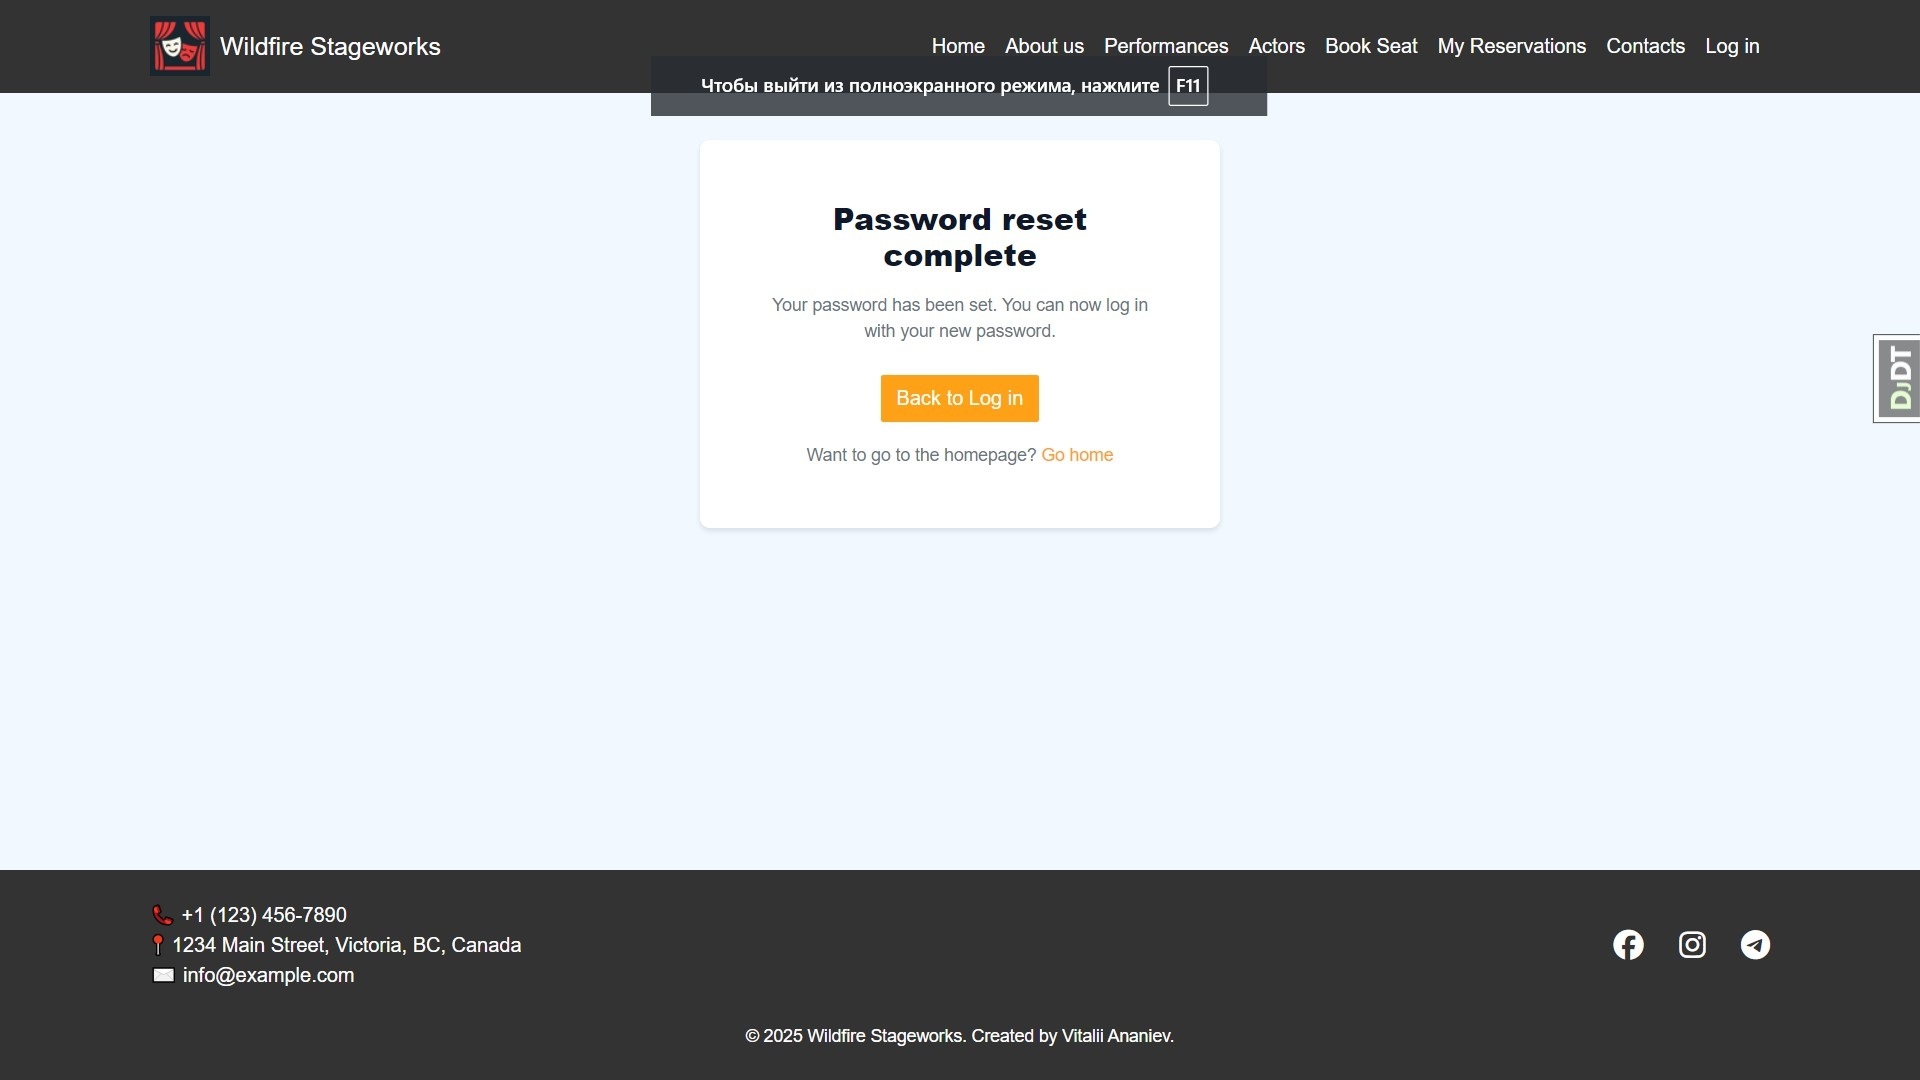 Wildfire Stageworks
Home About us Performances Actors Book Seat My Reservations Contacts Log in
Чтобы выйти из полноэкранного режима, нажмите F11
Password reset
complete
Your password has been set. You can now log in
with your new password.
Back to Log in
Want to go to the homepage? Go home
DJDT
+1 (123) 456-7890
1234 Main Street, Victoria, BC, Canada
info@example.com
© 2025 Wildfire Stageworks. Created by Vitalii Ananiev.